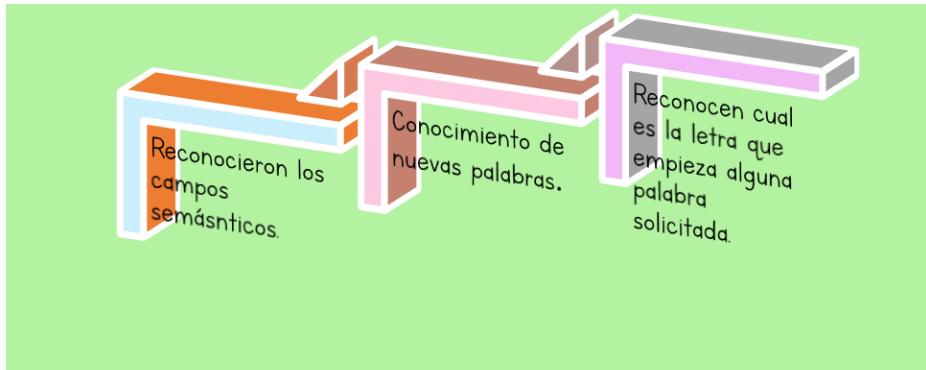 Reconocieron los
campos
semásnticos.
Conocimiento de
nuevas palabras.
Reconocen cual
es la letra que
empieza alguna
palabra
solicitada.